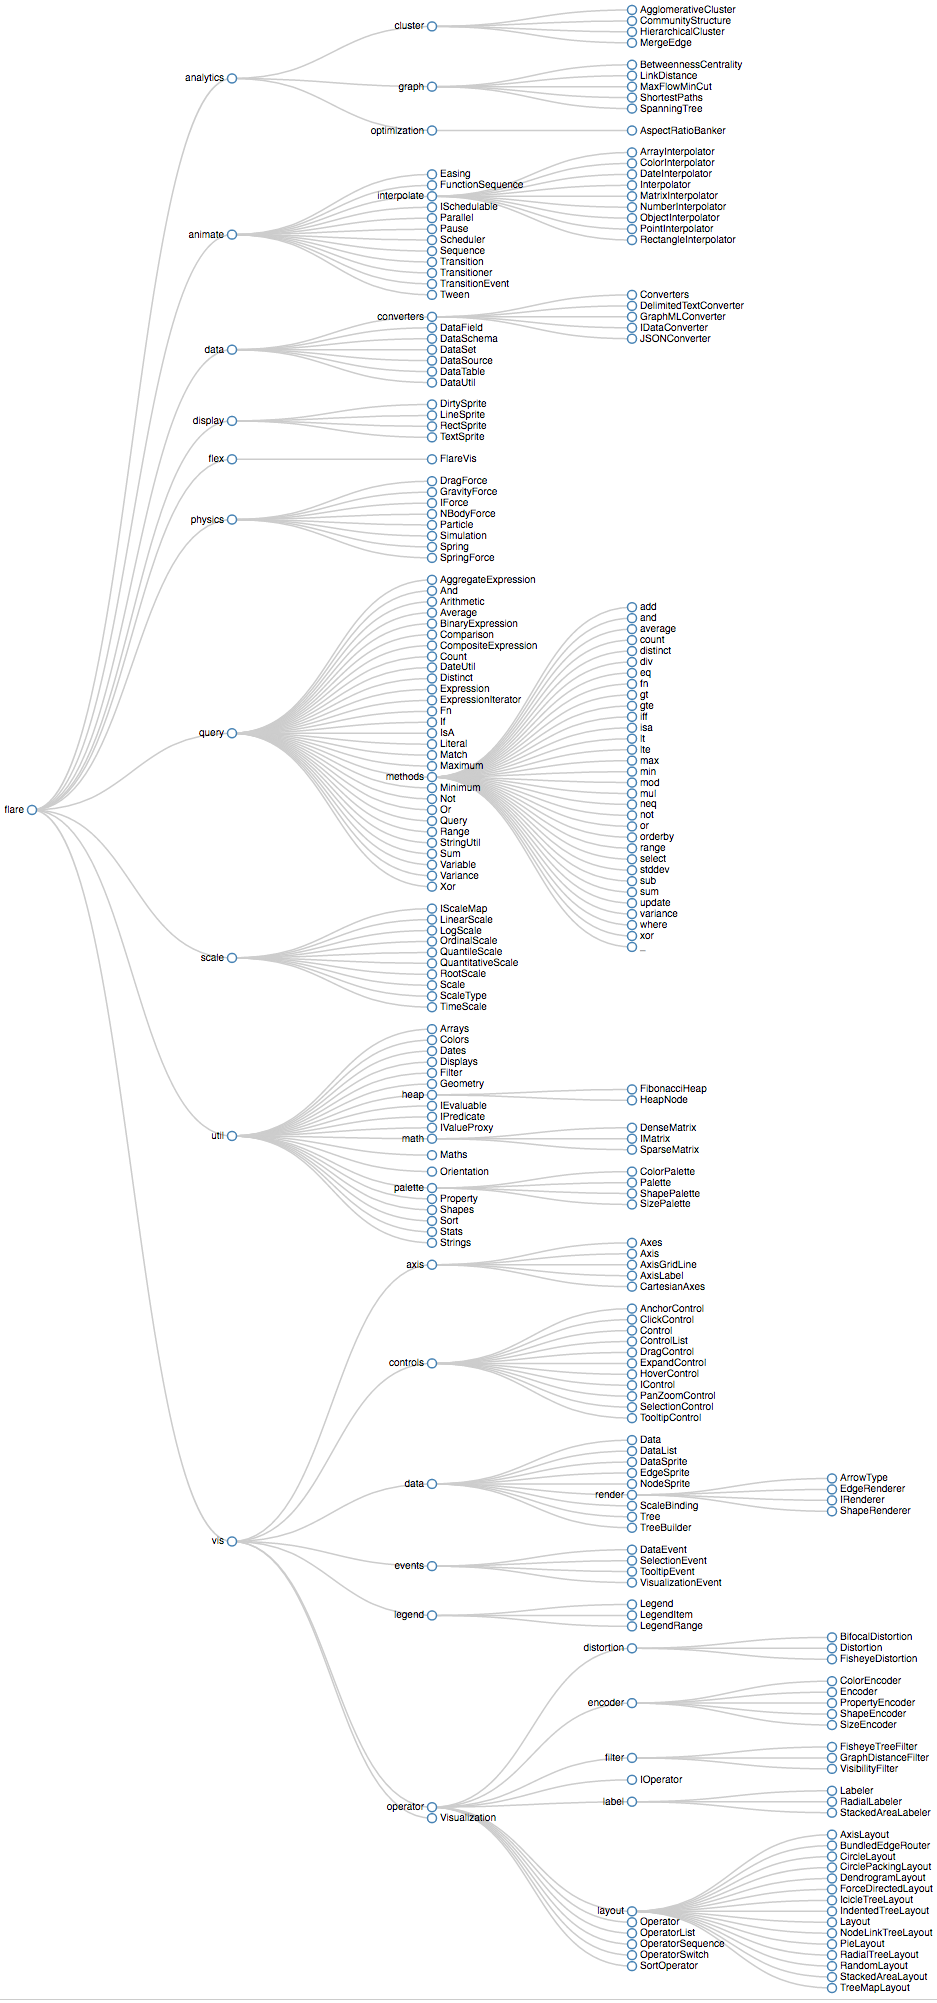 flare
analytics
cluster
AgglomerativeCluster
CommunityStructure
HierarchicalCluster
MergeEdge
graph
BetweennessCentrality
LinkDistance
MaxFlowMinCut
ShortestPaths
SpanningTree
optimization
AspectRatioBanker
animate
Easing
FunctionSequence
interpolate
ArrayInterpolator
ColorInterpolator
DateInterpolator
Interpolator
MatrixInterpolator
NumberInterpolator
ObjectInterpolator
PointInterpolator
RectangleInterpolator
ISchedulable
Parallel
Pause
Scheduler
Sequence
Transition
Transitioner
TransitionEvent
Tween
data
converters
Converters
DelimitedTextConverter
GraphMLConverter
IDataConverter
JSONConverter
DataField
DataSchema
DataSet
DataSource
DataTable
DataUtil
display
DirtySprite
LineSprite
RectSprite
TextSprite
flex
FlareVis
physics
DragForce
GravityForce
IForce
NBodyForce
Particle
Simulation
Spring
SpringForce
query
AggregateExpression
And
Arithmetic
Average
BinaryExpression
Comparison
CompositeExpression
Count
DateUtil
Distinct
Expression
ExpressionIterator
Fn
If
IsA
Literal
Match
Maximum
methods
add
and
average
count
distinct
div
eq
fn
gt
gte
iff
isa
lt
lte
max
min
mod
mul
neq
not
or
orderby
range
select
stddev
sub
sum
update
variance
where
xor
_
Minimum
Not
Or
Query
Range
StringUtil
Sum
Variable
Variance
Xor
scale
IScaleMap
LinearScale
LogScale
OrdinalScale
QuantileScale
QuantitativeScale
RootScale
Scale
ScaleType
TimeScale
util
Arrays
Colors
Dates
Displays
Filter
Geometry
heap
FibonacciHeap
HeapNode
IEvaluable
IPredicate
IValueProxy
math
DenseMatrix
IMatrix
SparseMatrix
Maths
Orientation
palette
ColorPalette
Palette
ShapePalette
SizePalette
Property
Shapes
Sort
Stats
Strings
vis
axis
Axes
Axis
AxisGridLine
AxisLabel
CartesianAxes
controls
AnchorControl
ClickControl
Control
ControlList
DragControl
ExpandControl
HoverControl
IControl
PanZoomControl
SelectionControl
TooltipControl
data
Data
DataList
DataSprite
EdgeSprite
NodeSprite
render
ArrowType
EdgeRenderer
IRenderer
ShapeRenderer
ScaleBinding
Tree
TreeBuilder
events
DataEvent
SelectionEvent
TooltipEvent
VisualizationEvent
legend
Legend
LegendItem
LegendRange
operator
distortion
BifocalDistortion
Distortion
FisheyeDistortion
encoder
ColorEncoder
Encoder
PropertyEncoder
ShapeEncoder
SizeEncoder
filter
FisheyeTreeFilter
GraphDistanceFilter
VisibilityFilter
IOperator
label
Labeler
RadialLabeler
StackedAreaLabeler
layout
AxisLayout
BundledEdgeRouter
CircleLayout
CirclePackingLayout
DendrogramLayout
ForceDirectedLayout
IcicleTreeLayout
IndentedTreeLayout
Layout
NodeLinkTreeLayout
PieLayout
RadialTreeLayout
RandomLayout
StackedAreaLayout
TreeMapLayout
Operator
OperatorList
OperatorSequence
OperatorSwitch
SortOperator
Visualization